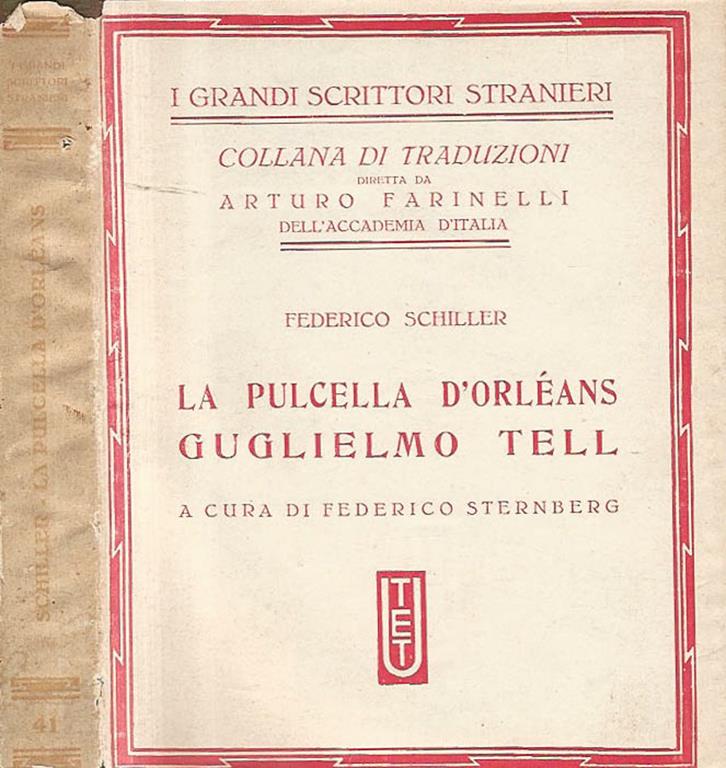 I GRANDI
SCRITTORI
STRANIERI
SCHILLER - LA PULCELLA D'ORLÉANS
41
I GRANDI SCRITTORI STRANIERI
COLLANA DI TRADUZIONI
DIRETTA DA
ARTURO FARINELLI
DELL'ACCADEMIA D'ITALIA
FEDERICO SCHILLER
LA PULCELLA D'ORLÉANS
GUGLIELMO TELL
A CURA DI FEDERICO STERNBERG
UTET